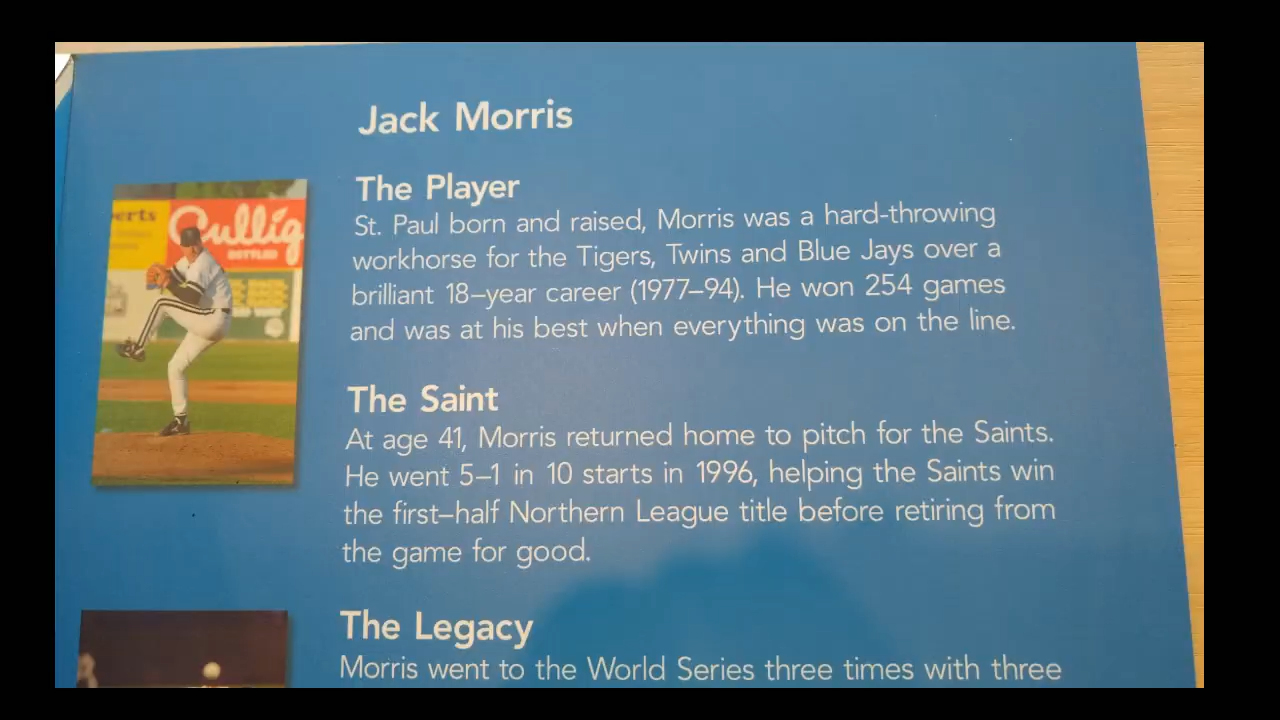 Jack Morris
The Player
St. Paul born and raised, Morris was a hard-throwing
workhorse for the Tigers, Twins and Blue Jays over a
brilliant 18–year career (1977–94). He won 254 games
and was at his best when everything was on the line.
The Saint
At age 41, Morris returned home to pitch for the Saints.
He went 5–1 in 10 starts in 1996, helping the Saints win
the first–half Northern League title before retiring from
the game for good.
The Legacy
Morris went to the World Series three times with three
erts
Cullig
BOTTLED